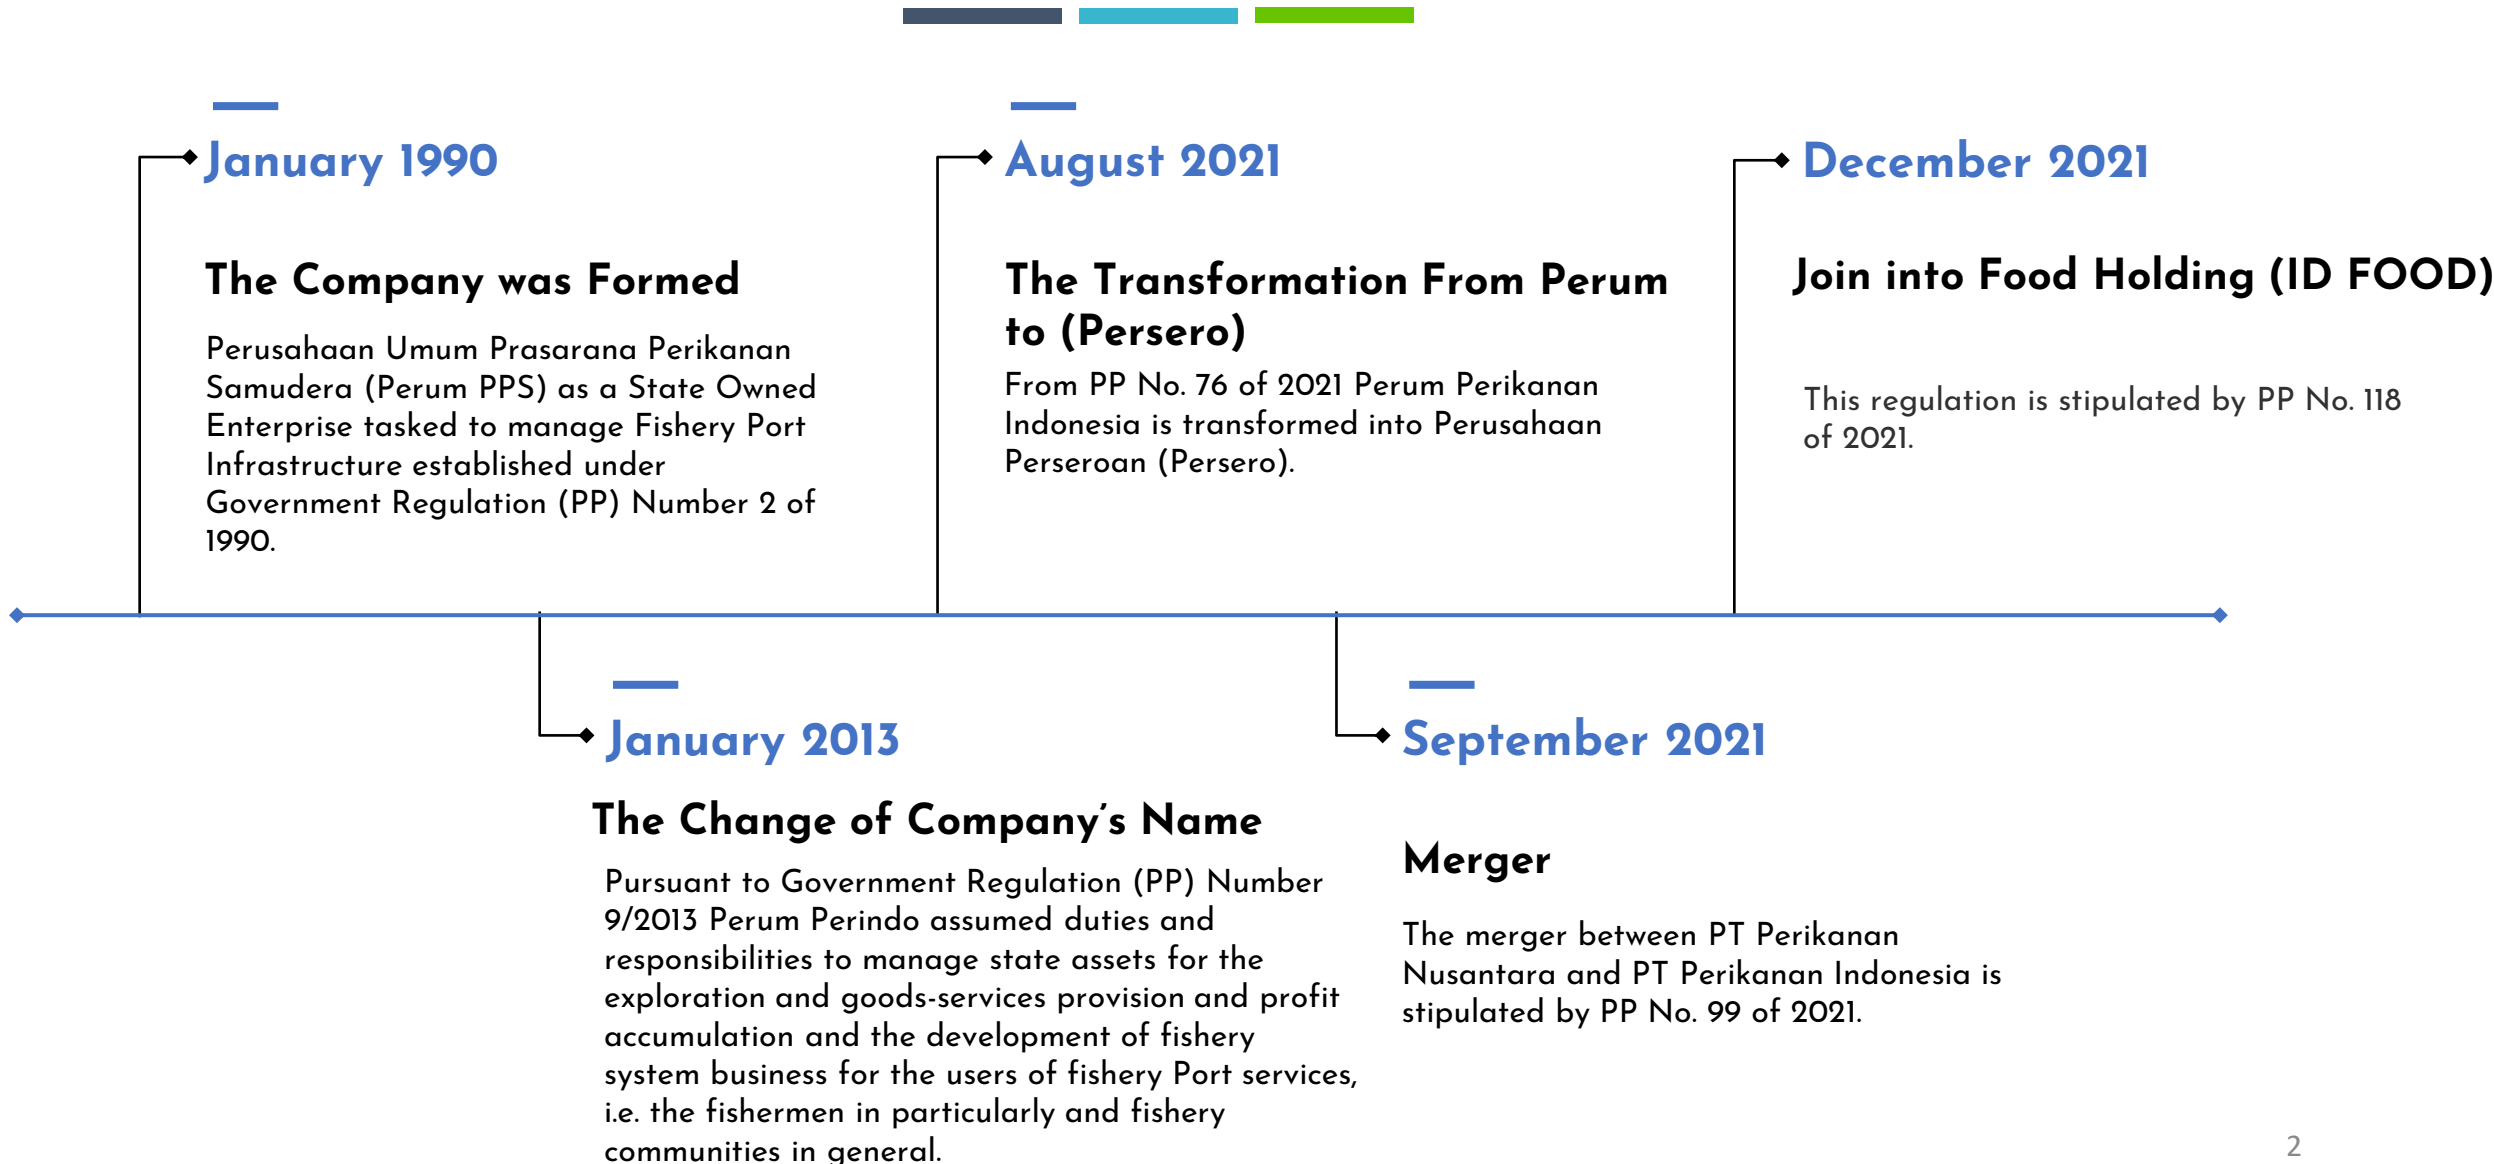 January 1990
The Company was Formed
Perusahaan Umum Prasarana Perikanan
Samudera (Perum PPS) as a State Owned
Enterprise tasked to manage Fishery Port
Infrastructure established under
Government Regulation (PP) Number 2 of
1990.
January 2013
The Change of Company’s Name
Pursuant to Government Regulation (PP) Number
9/2013 Perum Perindo assumed duties and
responsibilities to manage state assets for the
exploration and goods-services provision and profit
accumulation and the development of fishery
system business for the users of fishery Port services,
i.e. the fishermen in particularly and fishery
communities in general.
August 2021
The Transformation From Perum
to (Persero)
From PP No. 76 of 2021 Perum Perikanan
Indonesia is transformed into Perusahaan
Perseroan (Persero).
September 2021
Merger
The merger between PT Perikanan
Nusantara and PT Perikanan Indonesia is
stipulated by PP No. 99 of 2021.
December 2021
Join into Food Holding (ID FOOD)
This regulation is stipulated by PP No. 118
of 2021.
2